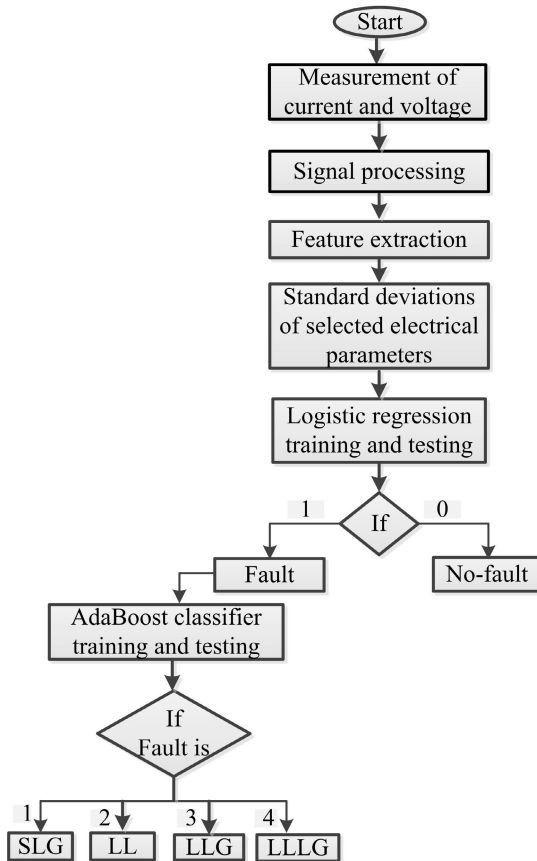 Start
Measurement of
current and voltage
Signal processing
Feature extraction
Standard deviations
of selected electrical
parameters
Logistic regression
training and testing
If
1
0
Fault
No-fault
AdaBoost classifier
training and testing
If
Fault is
1
2
3
4
SLG
LL
LLG
LLLG